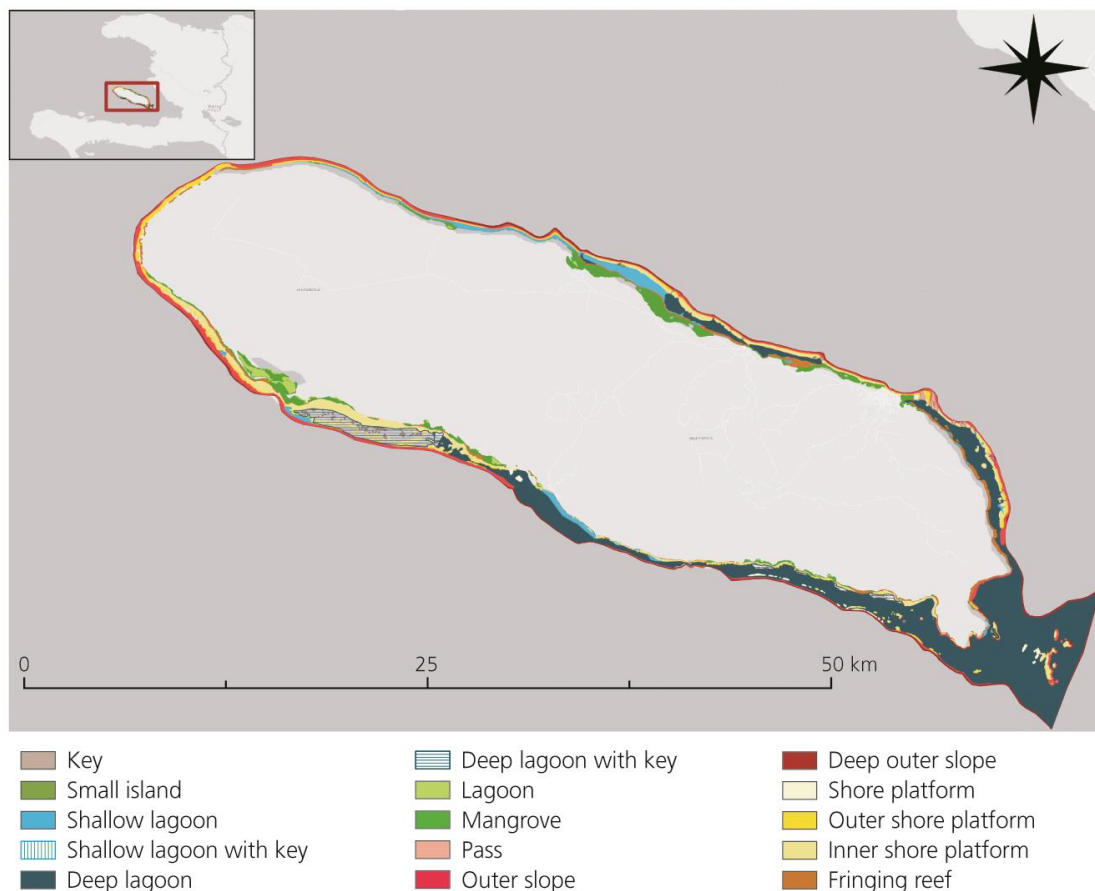 0
25
50 km
Key
Small island
Shallow lagoon
Shallow lagoon with key
Deep lagoon
Deep lagoon with key
Lagoon
Mangrove
Pass
Outer slope
Deep outer slope
Shore platform
Outer shore platform
Inner shore platform
Fringing reef